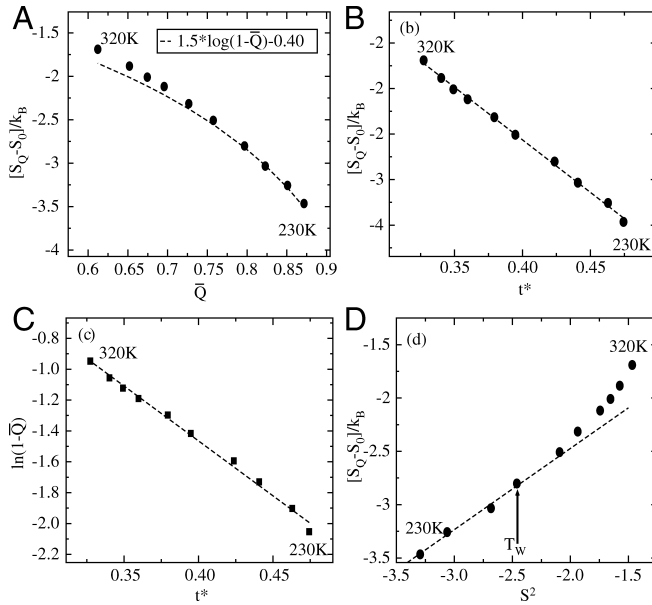 A
B
-1.5
-2
-2.5
-3
-3.5
-4
320K
-- 1.5*log(1-Q̅)-0.40
230K
[S_Q-S_0]/k_B
0.6 0.65 0.7 0.75 0.8 0.85 0.9
Q̅
(b)
-2
-2
-2
-3
-4
320K
230K
[S_Q-S_0]/k_B
0.35 0.40 0.45
t*
C
D
(c)
-0.8
-1.0
-1.2
-1.4
-1.6
-1.8
-2.0
-2.2
320K
230K
ln(1-Q̅)
0.35 0.40 0.45
t*
(d)
-1.5
-2
-2.5
-3
-3.5
320K
230K
T_W
[S_Q-S_0]/k_B
-3.5 -3.0 -2.5 -2.0 -1.5
S²